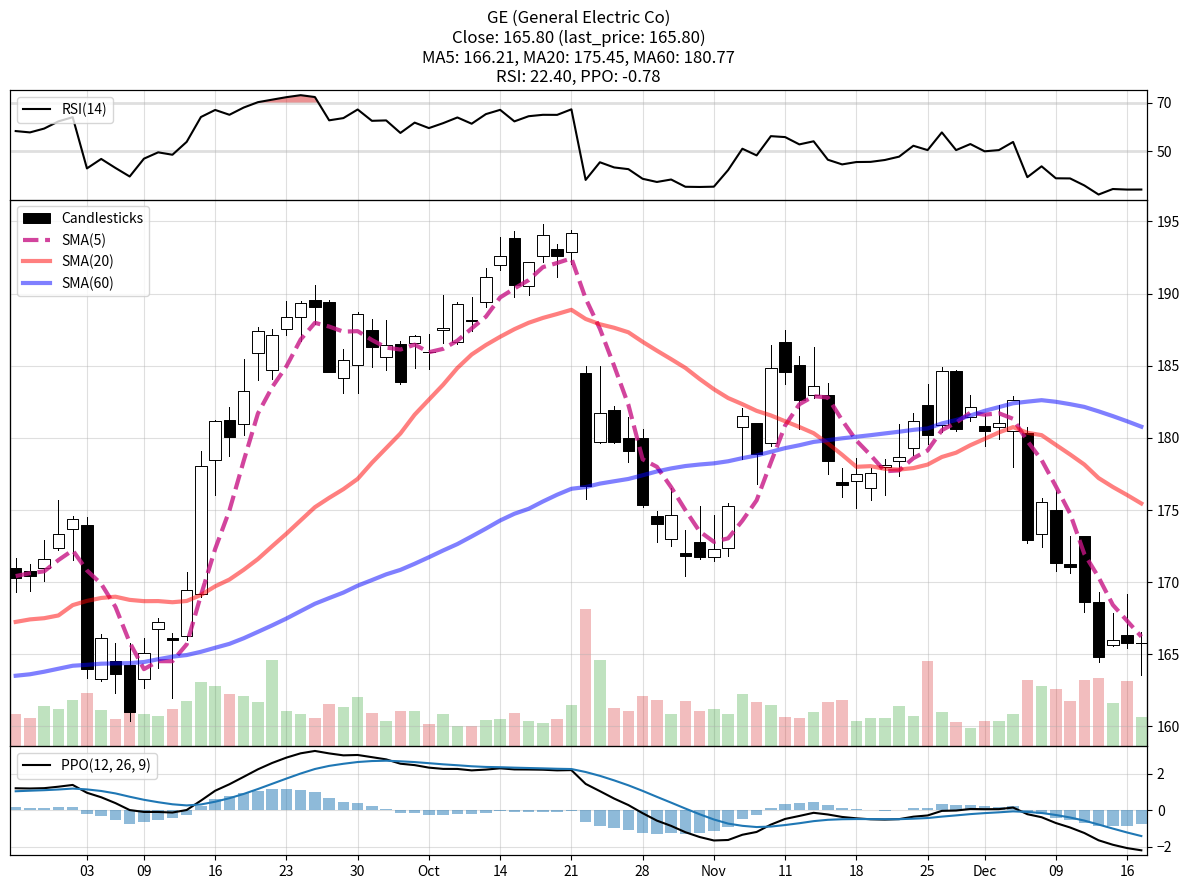 GE (General Electric Co)
Close: 165.80 (last_price: 165.80)
MA5: 166.21, MA20: 175.45, MA60: 180.77
RSI: 22.40, PPO: -0.78
RSI(14)
70
50
Candlesticks
SMA(5)
SMA(20)
SMA(60)
195
190
185
180
175
170
165
160
PPO(12, 26, 9)
2
0
−2
03 09 16 23 30 Oct 14 21 28 Nov 11 18 25 Dec 09 16